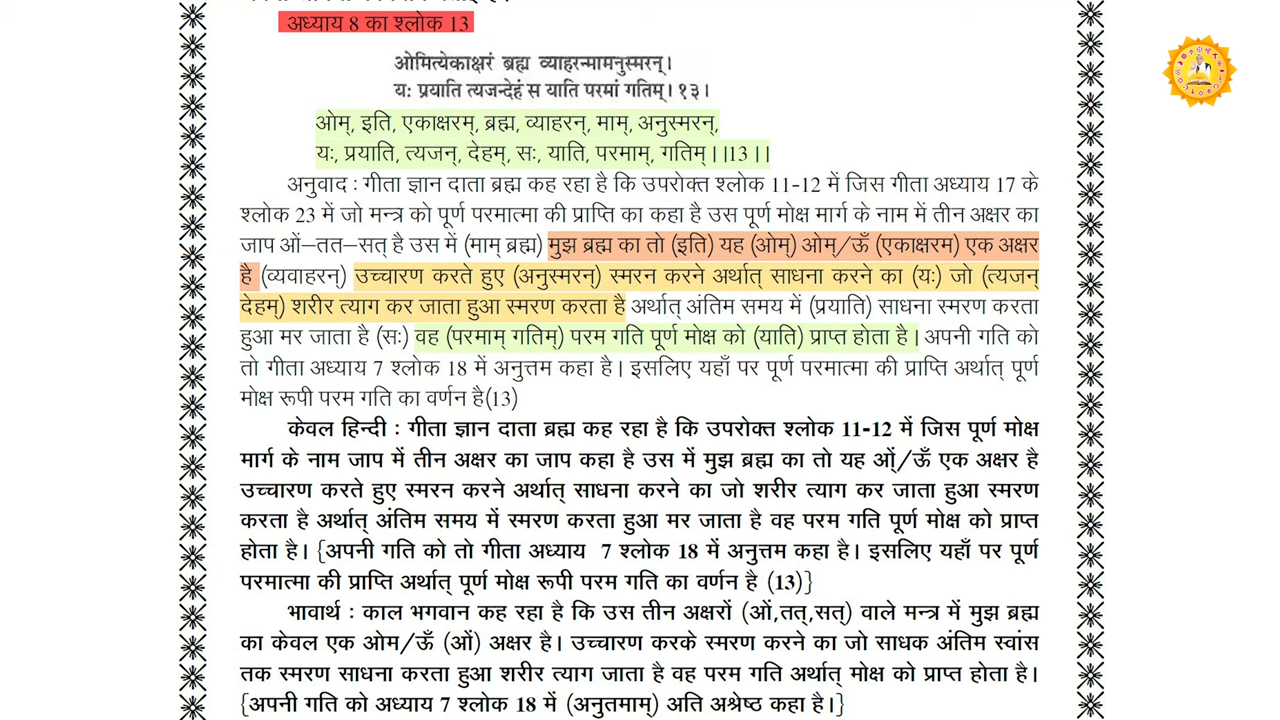 अध्याय 8 का श्लोक 13
ओमित्येकाक्षरं ब्रह्म व्याहरन्मामनुस्मरन्।
यः प्रयाति त्यजन्देहं स याति परमां गतिम्।१३।
ओम्, इति, एकाक्षरम्, ब्रह्म, व्याहरन्, माम्, अनुस्मरन्,
यः, प्रयाति, त्यजन्, देहम्, सः, याति, परमाम्, गतिम्।।13।।
अनुवाद : गीता ज्ञान दाता ब्रह्म कह रहा है कि उपरोक्त श्लोक 11-12 में जिस गीता अध्याय 17 के
श्लोक 23 में जो मन्त्र को पूर्ण परमात्मा की प्राप्ति का कहा है उस पूर्ण मोक्ष मार्ग के नाम में तीन अक्षर का
जाप ओं–तत–सत् है उस में (माम् ब्रह्म) मुझ ब्रह्म का तो (इति) यह (ओम्) ओम्/ऊँ (एकाक्षरम) एक अक्षर
है (व्यवाहरन्) उच्चारण करते हुए (अनुस्मरन्) स्मरन करने अर्थात् साधना करने का (यः) जो (त्यजन्
देहम्) शरीर त्याग कर जाता हुआ स्मरण करता है अर्थात् अंतिम समय में (प्रयाति) साधना स्मरण करता
हुआ मर जाता है (सः) वह (परमाम् गतिम्) परम गति पूर्ण मोक्ष को (याति) प्राप्त होता है। अपनी गति को
तो गीता अध्याय 7 श्लोक 18 में अनुत्तम कहा है। इसलिए यहाँ पर पूर्ण परमात्मा की प्राप्ति अर्थात् पूर्ण
मोक्ष रूपी परम गति का वर्णन है(13)
केवल हिन्दी : गीता ज्ञान दाता ब्रह्म कह रहा है कि उपरोक्त श्लोक 11-12 में जिस पूर्ण मोक्ष
मार्ग के नाम जाप में तीन अक्षर का जाप कहा है उस में मुझ ब्रह्म का तो यह ओं/ऊँ एक अक्षर है
उच्चारण करते हुए स्मरन करने अर्थात् साधना करने का जो शरीर त्याग कर जाता हुआ स्मरण
करता है अर्थात् अंतिम समय में स्मरण करता हुआ मर जाता है वह परम गति पूर्ण मोक्ष को प्राप्त
होता है। {अपनी गति को तो गीता अध्याय 7 श्लोक 18 में अनुत्तम कहा है। इसलिए यहाँ पर पूर्ण
परमात्मा की प्राप्ति अर्थात् पूर्ण मोक्ष रूपी परम गति का वर्णन है (13)}
भावार्थ : काल भगवान कह रहा है कि उस तीन अक्षरों (ओं,तत्,सत्) वाले मन्त्र में मुझ ब्रह्म
का केवल एक ओम/ऊँ (ओं) अक्षर है। उच्चारण करके स्मरण करने का जो साधक अंतिम स्वांस
तक स्मरण साधना करता हुआ शरीर त्याग जाता है वह परम गति अर्थात् मोक्ष को प्राप्त होता है।
{अपनी गति को अध्याय 7 श्लोक 18 में (अनुतमाम्) अति अश्रेष्ठ कहा है।}